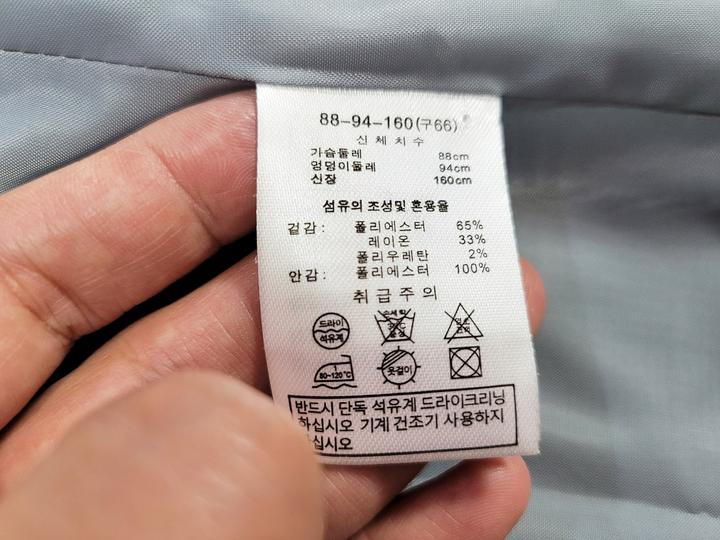 88-94-160(구66)
신체치수
가슴둘레 88cm
엉덩이둘레 94cm
신장 160cm
섬유의 조성및 혼용율
겉감: 폴리에스터 65%
레이온 33%
폴리우레탄 2%
안감: 폴리에스터 100%
취급주의
드라이
석유계
80~120℃
옷걸이
반드시 단독 석유계 드라이크리닝
하십시오 기계 건조기 사용하지
십시오